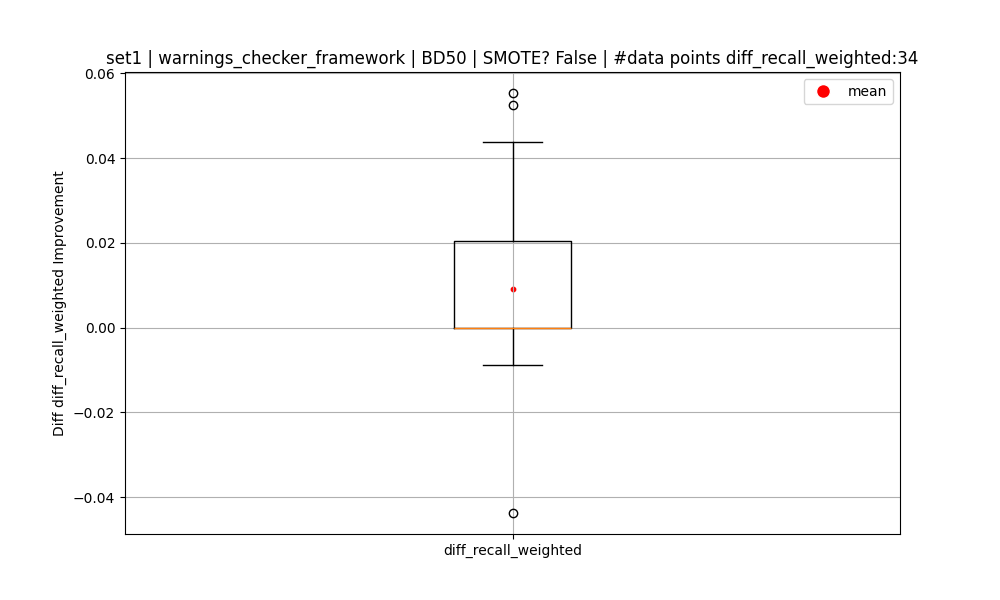 set1 | warnings_checker_framework | BD50 | SMOTE? False | #data points diff_recall_weighted:34
mean
0.06
0.04
0.02
0.00
−0.02
−0.04
Diff diff_recall_weighted Improvement
diff_recall_weighted